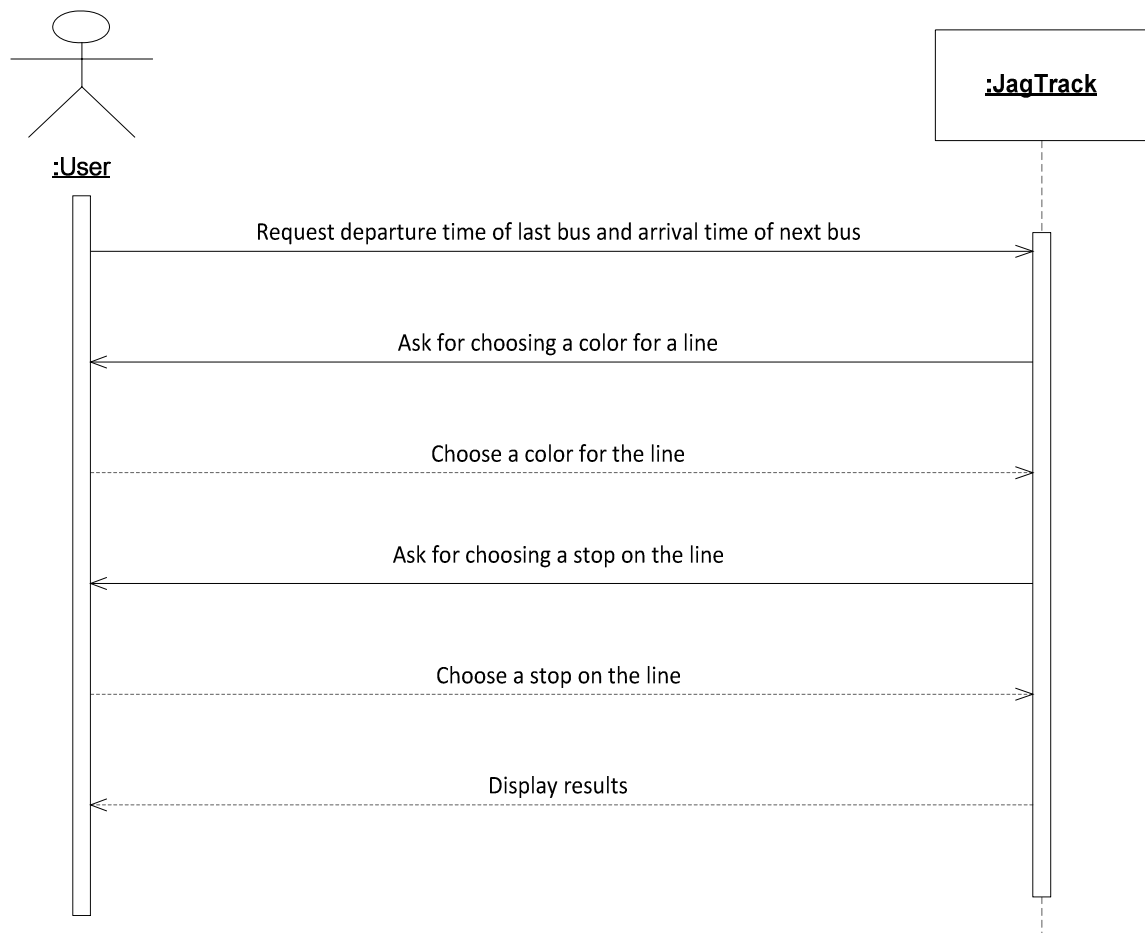 :JagTrack
:User
Request departure time of last bus and arrival time of next bus
Ask for choosing a color for a line
Choose a color for the line
Ask for choosing a stop on the line
Choose a stop on the line
Display results